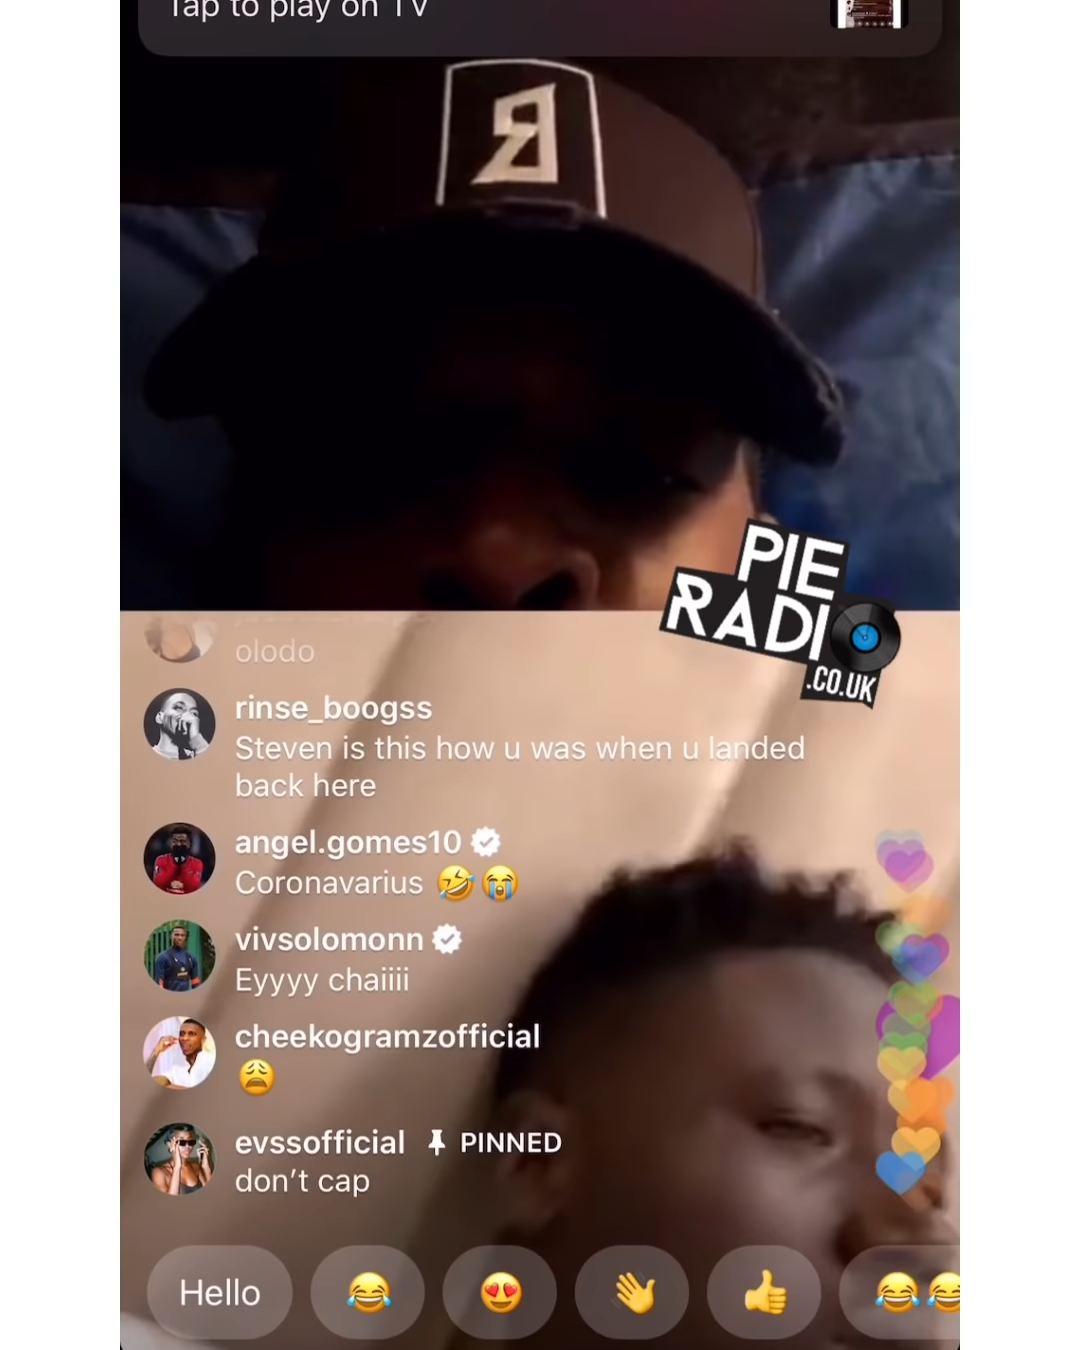 Tap to play on TV
PIE
RADIO
.CO.UK
olodo
rinse_boogss
Steven is this how u was when u landed
back here
angel.gomes10
Coronavarius 🤣😭
vivsolomonn
Eyyyy chaiiii
cheekogramzofficial
😩
evssofficial PINNED
don’t cap
Hello 😂 😍 👋 👍 😂😂